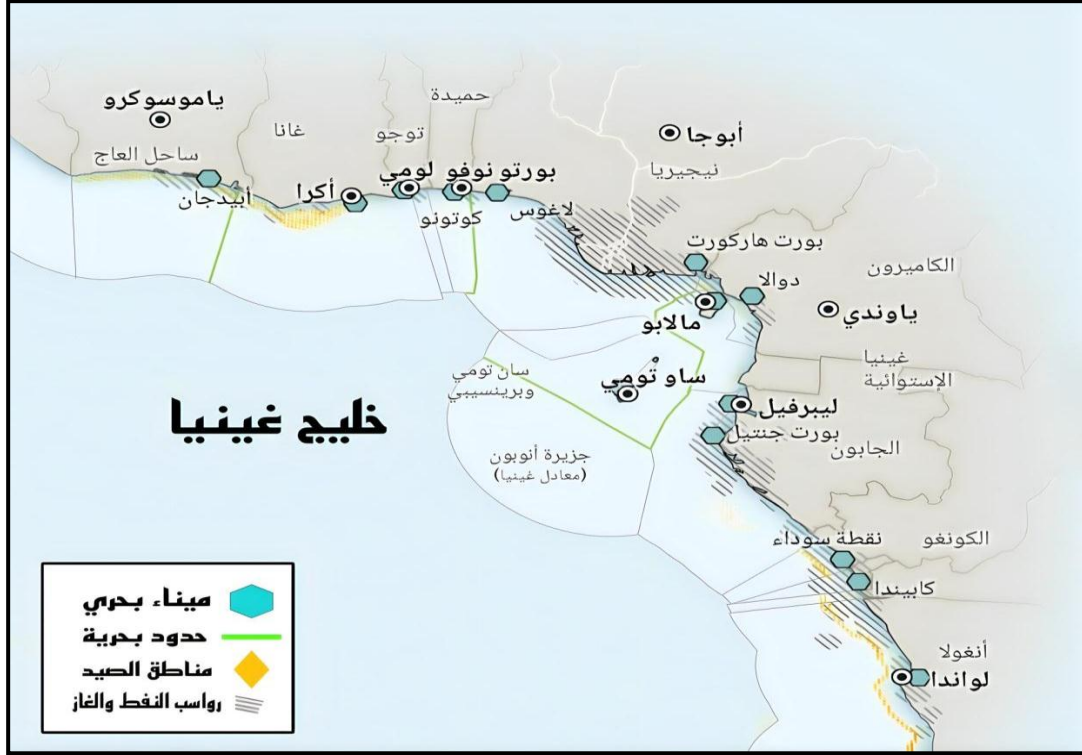 ياموسوكرو
حميدة
غانا
توجو
أبوجا
ساحل العاج
نيجيريا
أبيدجان
أكرا
لومي
بورتو نوفو
كوتونو
لاغوس
بورت هاركورت
دوالا
الكاميرون
مالابو
ياوندي
غينيا
الإستوائية
سان تومي
وبرينسيبي
ساو تومي
ليبرفيل
بورت جنتيل
الجابون
خليج غينيا
جزيرة أنوبون
(معادل غينيا)
نقطة سوداء
الكونغو
كابيندا
أنغولا
لواندا
ميناء بحري
حدود بحرية
مناطق الصيد
رواسب النفط والغاز